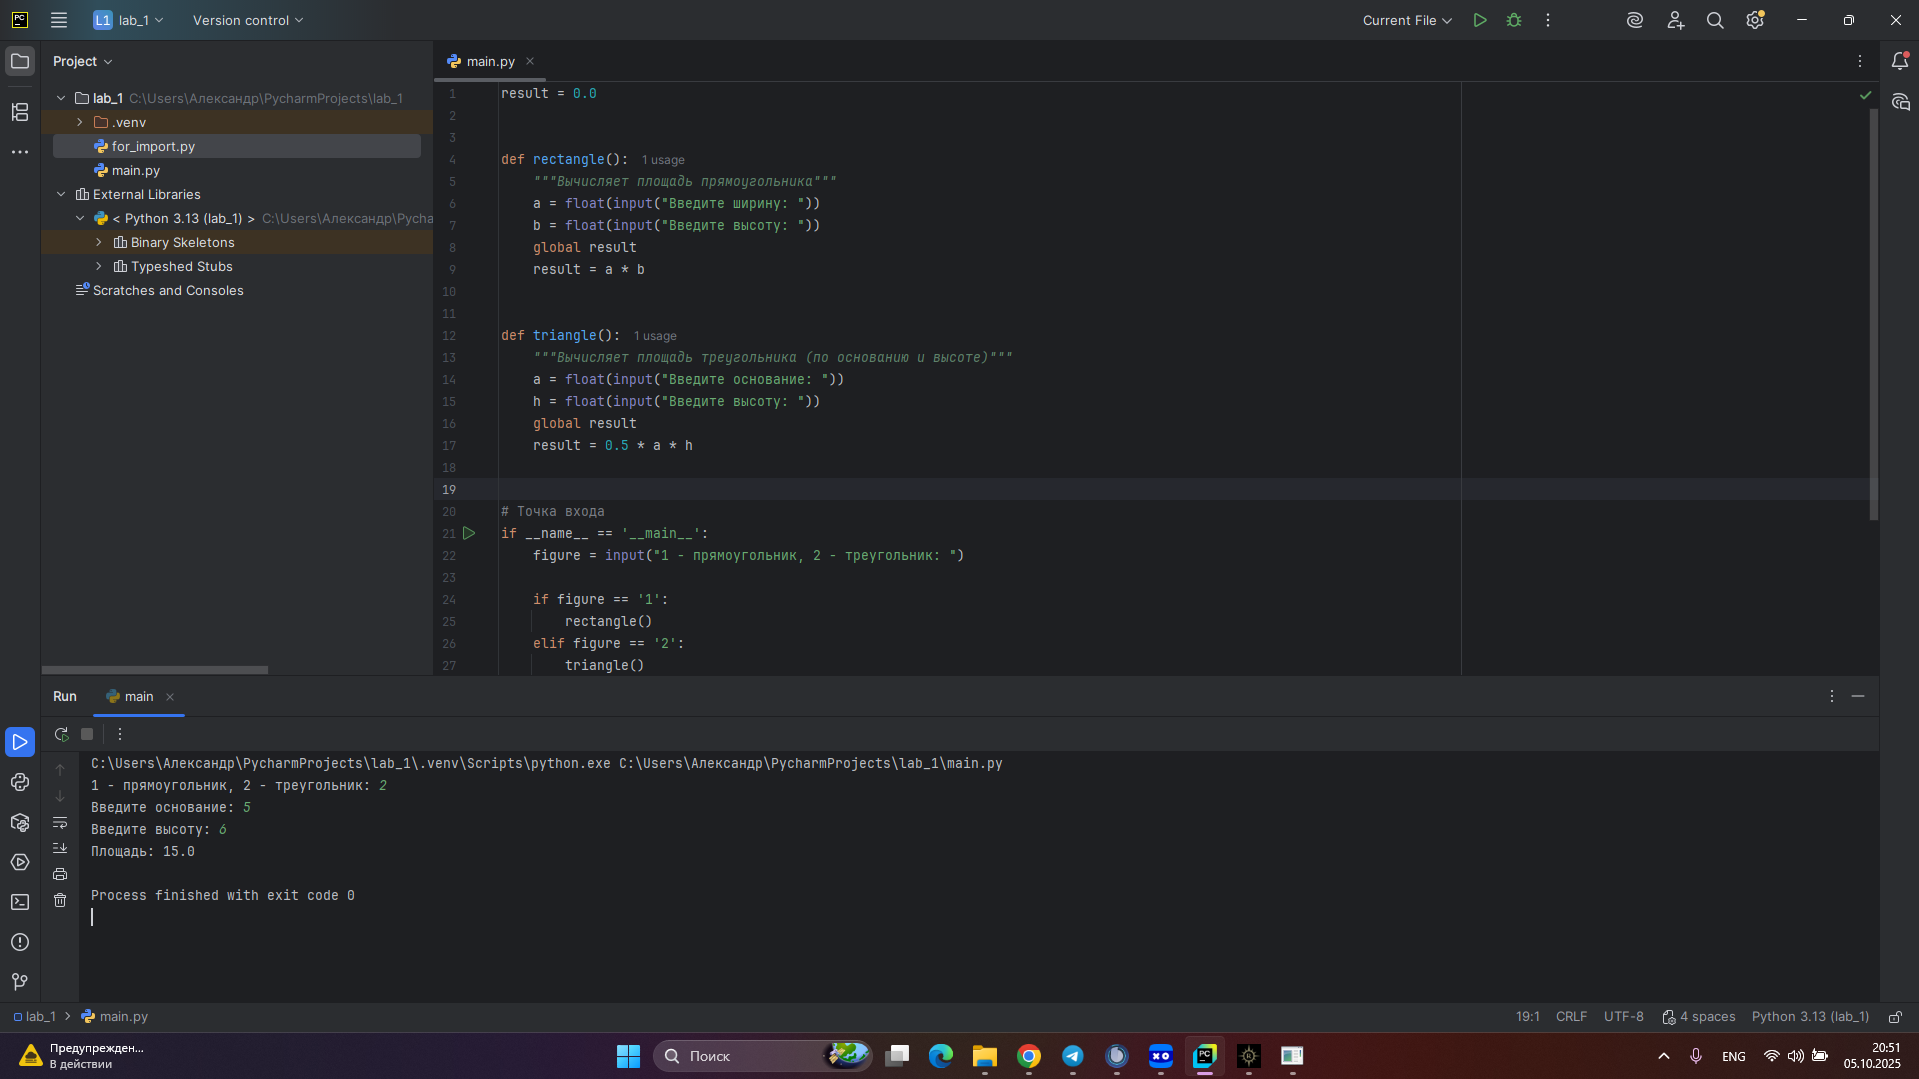 PC
L1 lab_1
Version control
Current File
Project
main.py
lab_1 C:\Users\Александр\PycharmProjects\lab_1
.venv
for_import.py
main.py
External Libraries
< Python 3.13 (lab_1) > C:\Users\Александр\Pycha
Binary Skeletons
Typeshed Stubs
Scratches and Consoles
1 result = 0.0
2
3
4 def rectangle(): 1 usage
5 """Вычисляет площадь прямоугольника"""
6 a = float(input("Введите ширину: "))
7 b = float(input("Введите высоту: "))
8 global result
9 result = a * b
10
11
12 def triangle(): 1 usage
13 """Вычисляет площадь треугольника (по основанию и высоте)"""
14 a = float(input("Введите основание: "))
15 h = float(input("Введите высоту: "))
16 global result
17 result = 0.5 * a * h
18
19
20 # Точка входа
21 if __name__ == '__main__':
22 figure = input("1 - прямоугольник, 2 - треугольник: ")
23
24 if figure == '1':
25 rectangle()
26 elif figure == '2':
27 triangle()
Run main
C:\Users\Александр\PycharmProjects\lab_1\.venv\Scripts\python.exe C:\Users\Александр\PycharmProjects\lab_1\main.py
1 - прямоугольник, 2 - треугольник: 2
Введите основание: 5
Введите высоту: 6
Площадь: 15.0
Process finished with exit code 0
lab_1 > main.py
19:1 CRLF UTF-8 4 spaces Python 3.13 (lab_1)
Предупрежден...
В действии
Поиск
PC
ENG
20:51
05.10.2025